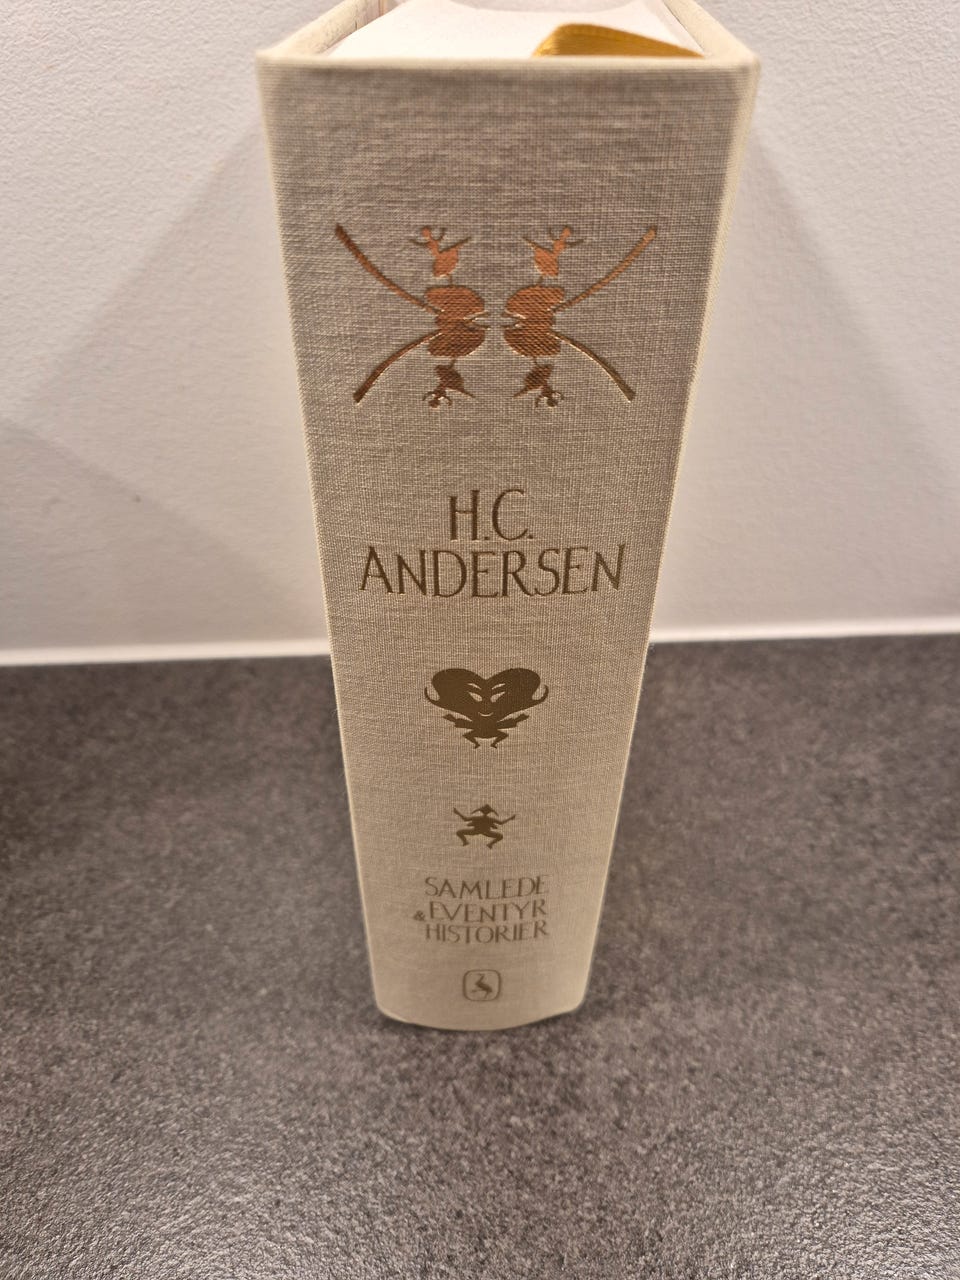 H.C.
ANDERSEN
SAMLEDE
EVENTYR
& HISTORIER